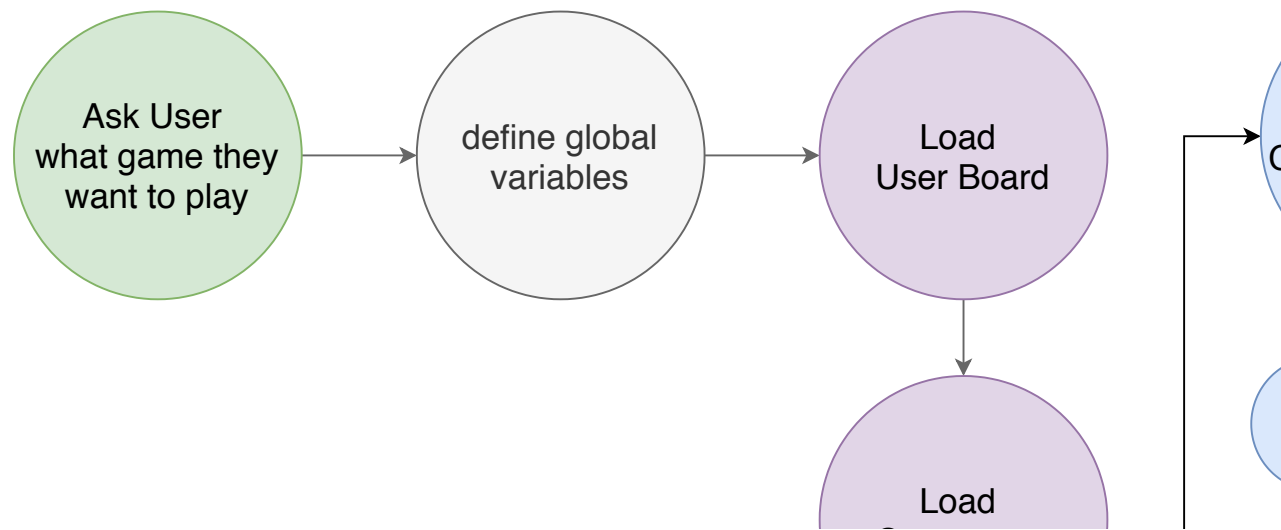 Ask User
what game they
want to play
define global
variables
Load
User Board
Load